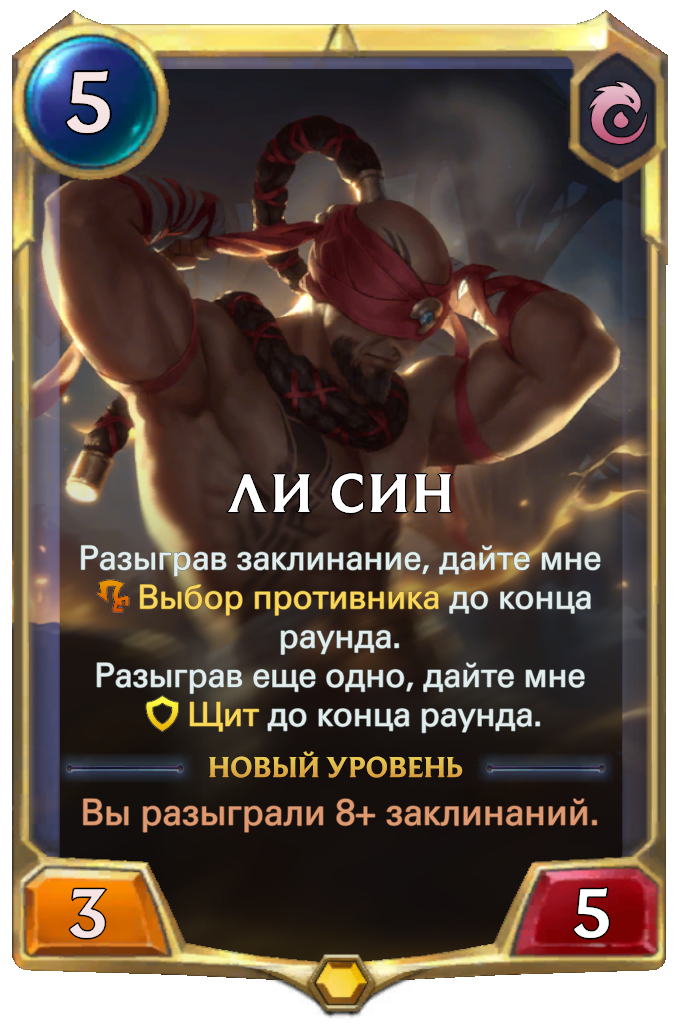 5
ЛИ СИН
Разыграв заклинание, дайте мне
Выбор противника до конца
раунда.
Разыграв еще одно, дайте мне
Щит до конца раунда.
НОВЫЙ УРОВЕНЬ
Вы разыграли 8+ заклинаний.
3
5